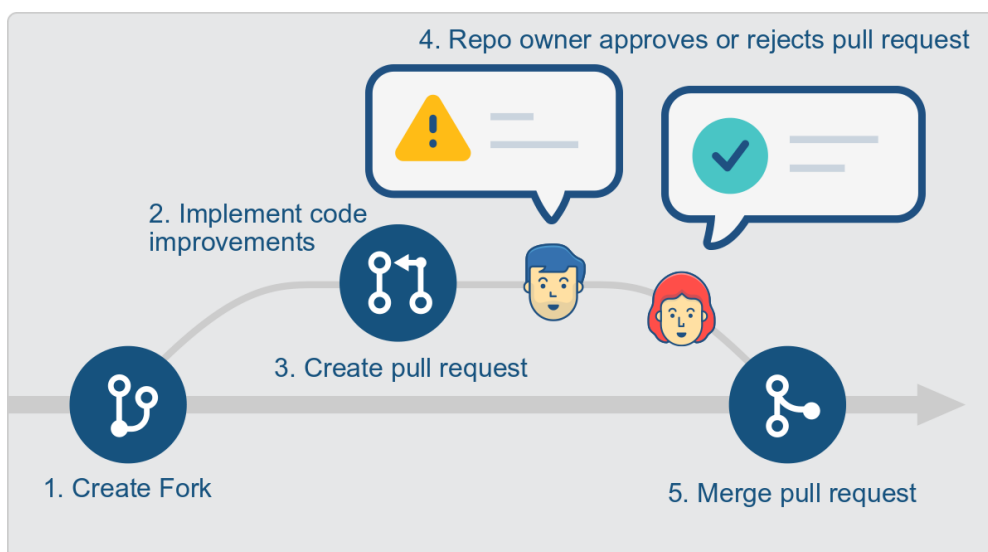 4. Repo owner approves or rejects pull request
2. Implement code
improvements
3. Create pull request
1. Create Fork
5. Merge pull request